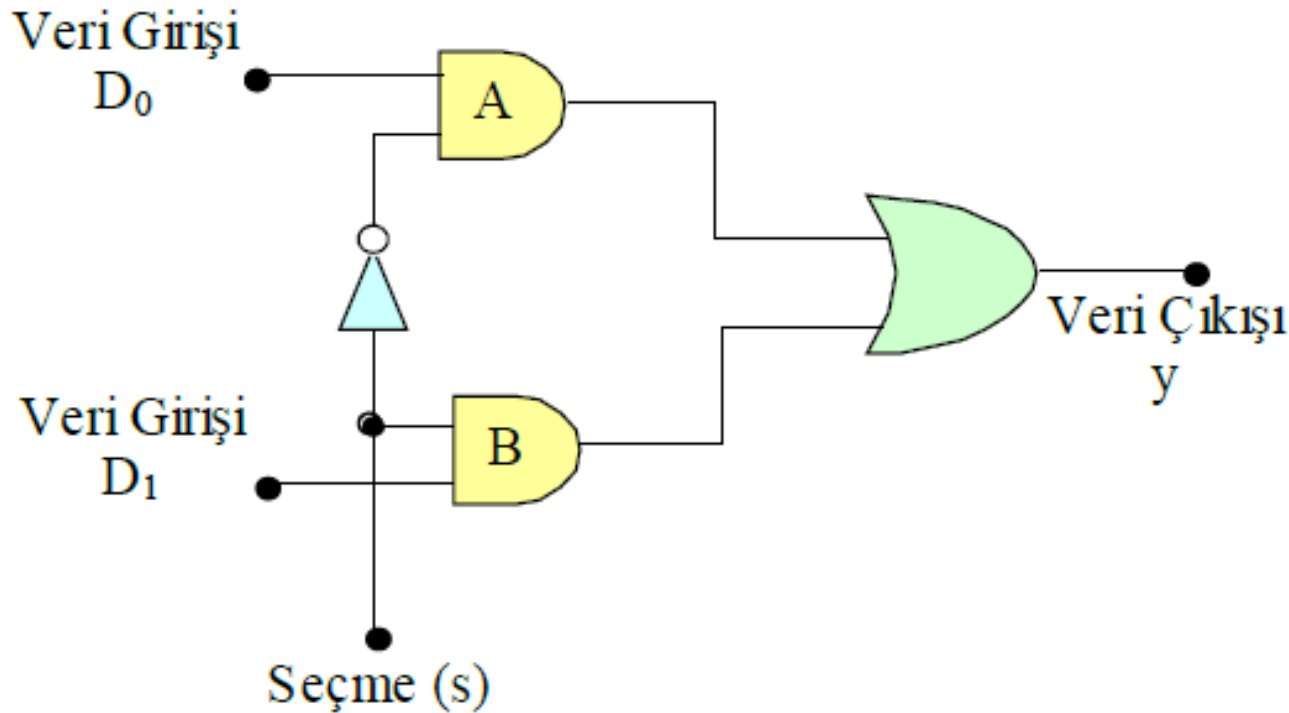 Veri Girişi
D₀
A
Veri Çıkışı
y
Veri Girişi
D₁
B
Seçme (s)